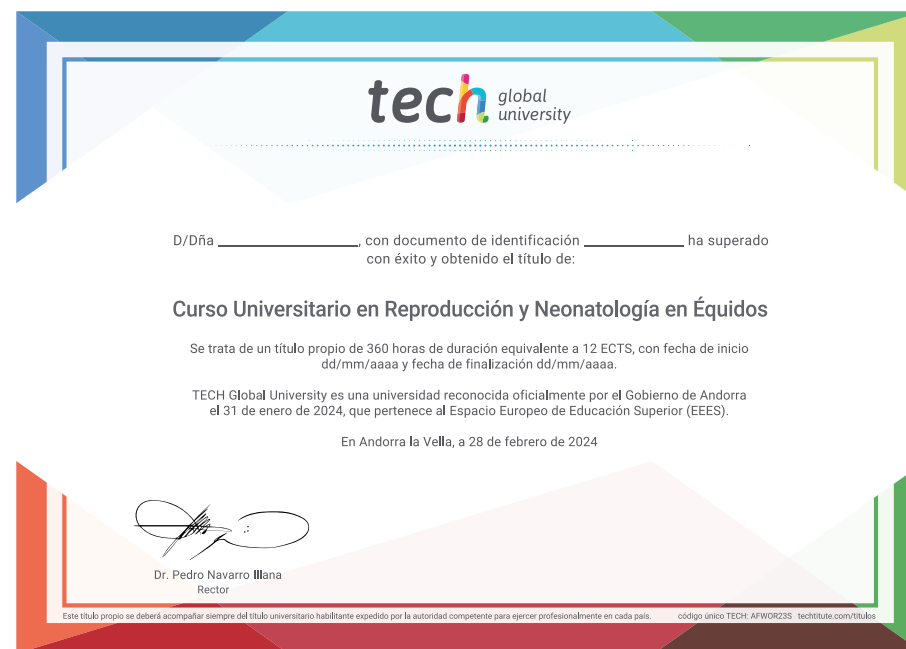 tech global university
D/Dña ____________________, con documento de identificación ______________ ha superado
con éxito y obtenido el título de:
Curso Universitario en Reproducción y Neonatología en Équidos
Se trata de un título propio de 360 horas de duración equivalente a 12 ECTS, con fecha de inicio
dd/mm/aaaa y fecha de finalización dd/mm/aaaa.
TECH Global University es una universidad reconocida oficialmente por el Gobierno de Andorra
el 31 de enero de 2024, que pertenece al Espacio Europeo de Educación Superior (EEES).
En Andorra la Vella, a 28 de febrero de 2024
Dr. Pedro Navarro Illana
Rector
Este título propio se deberá acompañar siempre del título universitario habilitante expedido por la autoridad competente para ejercer profesionalmente en cada país. código único TECH: AFWOR23S techtitute.com/titulos